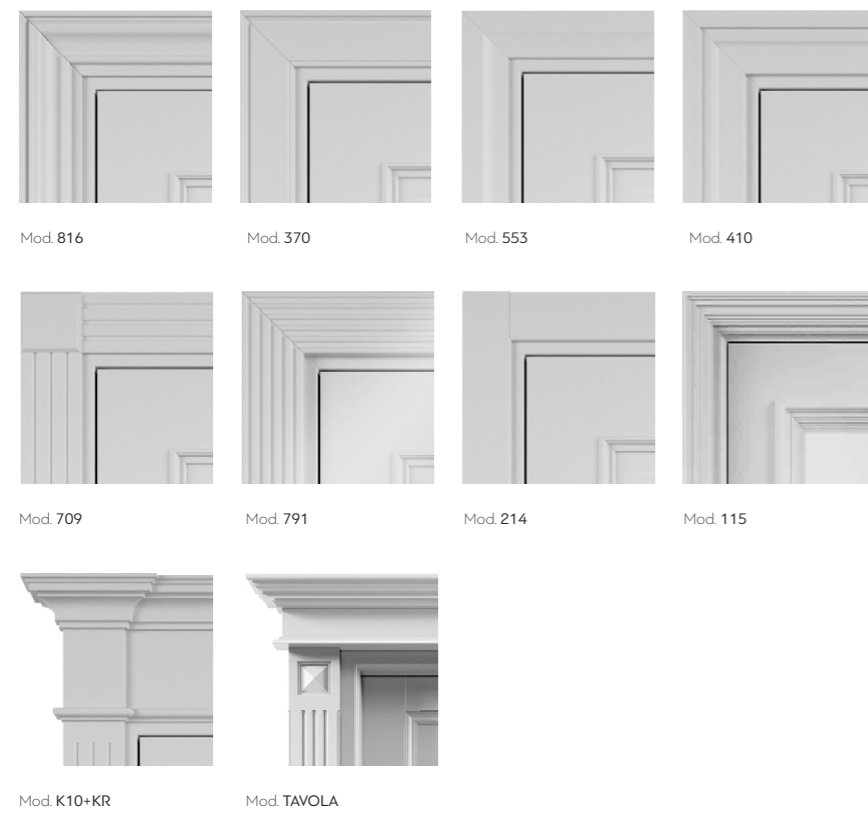 Mod. 816
Mod. 370
Mod. 553
Mod. 410
Mod. 709
Mod. 791
Mod. 214
Mod. 115
Mod. K10+KR
Mod. TAVOLA